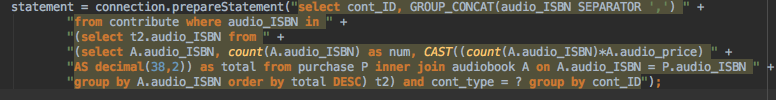 statement = connection.prepareStatement("select cont_ID, GROUP_CONCAT(audio_ISBN SEPARATOR ',') " +
"from contribute where audio_ISBN in " +
"(select t2.audio_ISBN from " +
"(select A.audio_ISBN, count(A.audio_ISBN) as num, CAST((count(A.audio_ISBN)*A.audio_price) " +
"AS decimal(38,2)) as total from purchase P inner join audiobook A on A.audio_ISBN = P.audio_ISBN " +
"group by A.audio_ISBN order by total DESC) t2) and cont_type = ? group by cont_ID");